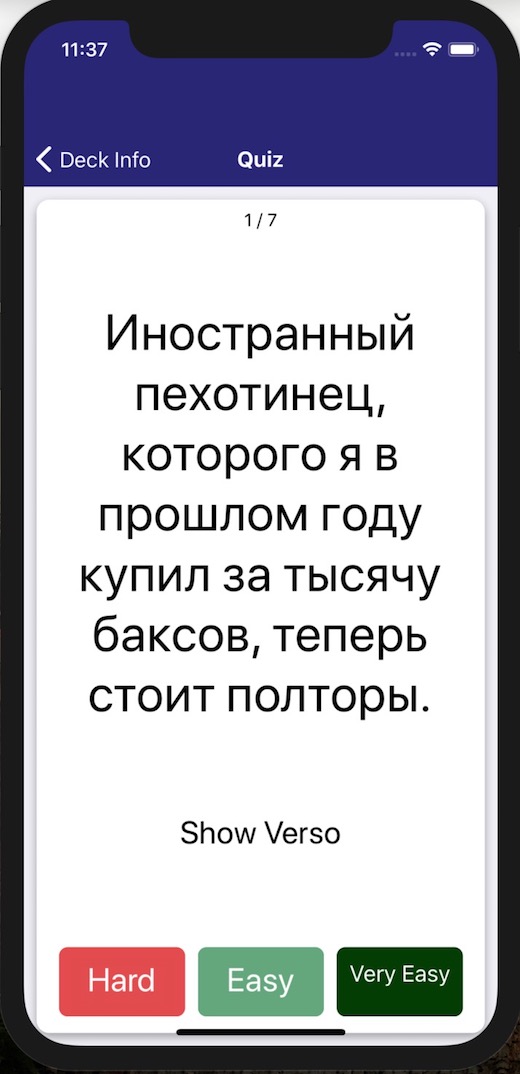 11:37
Deck Info
Quiz
1 / 7
Иностранный
пехотинец,
которого я в
прошлом году
купил за тысячу
баксов, теперь
стоит полторы.
Show Verso
Hard
Easy
Very Easy